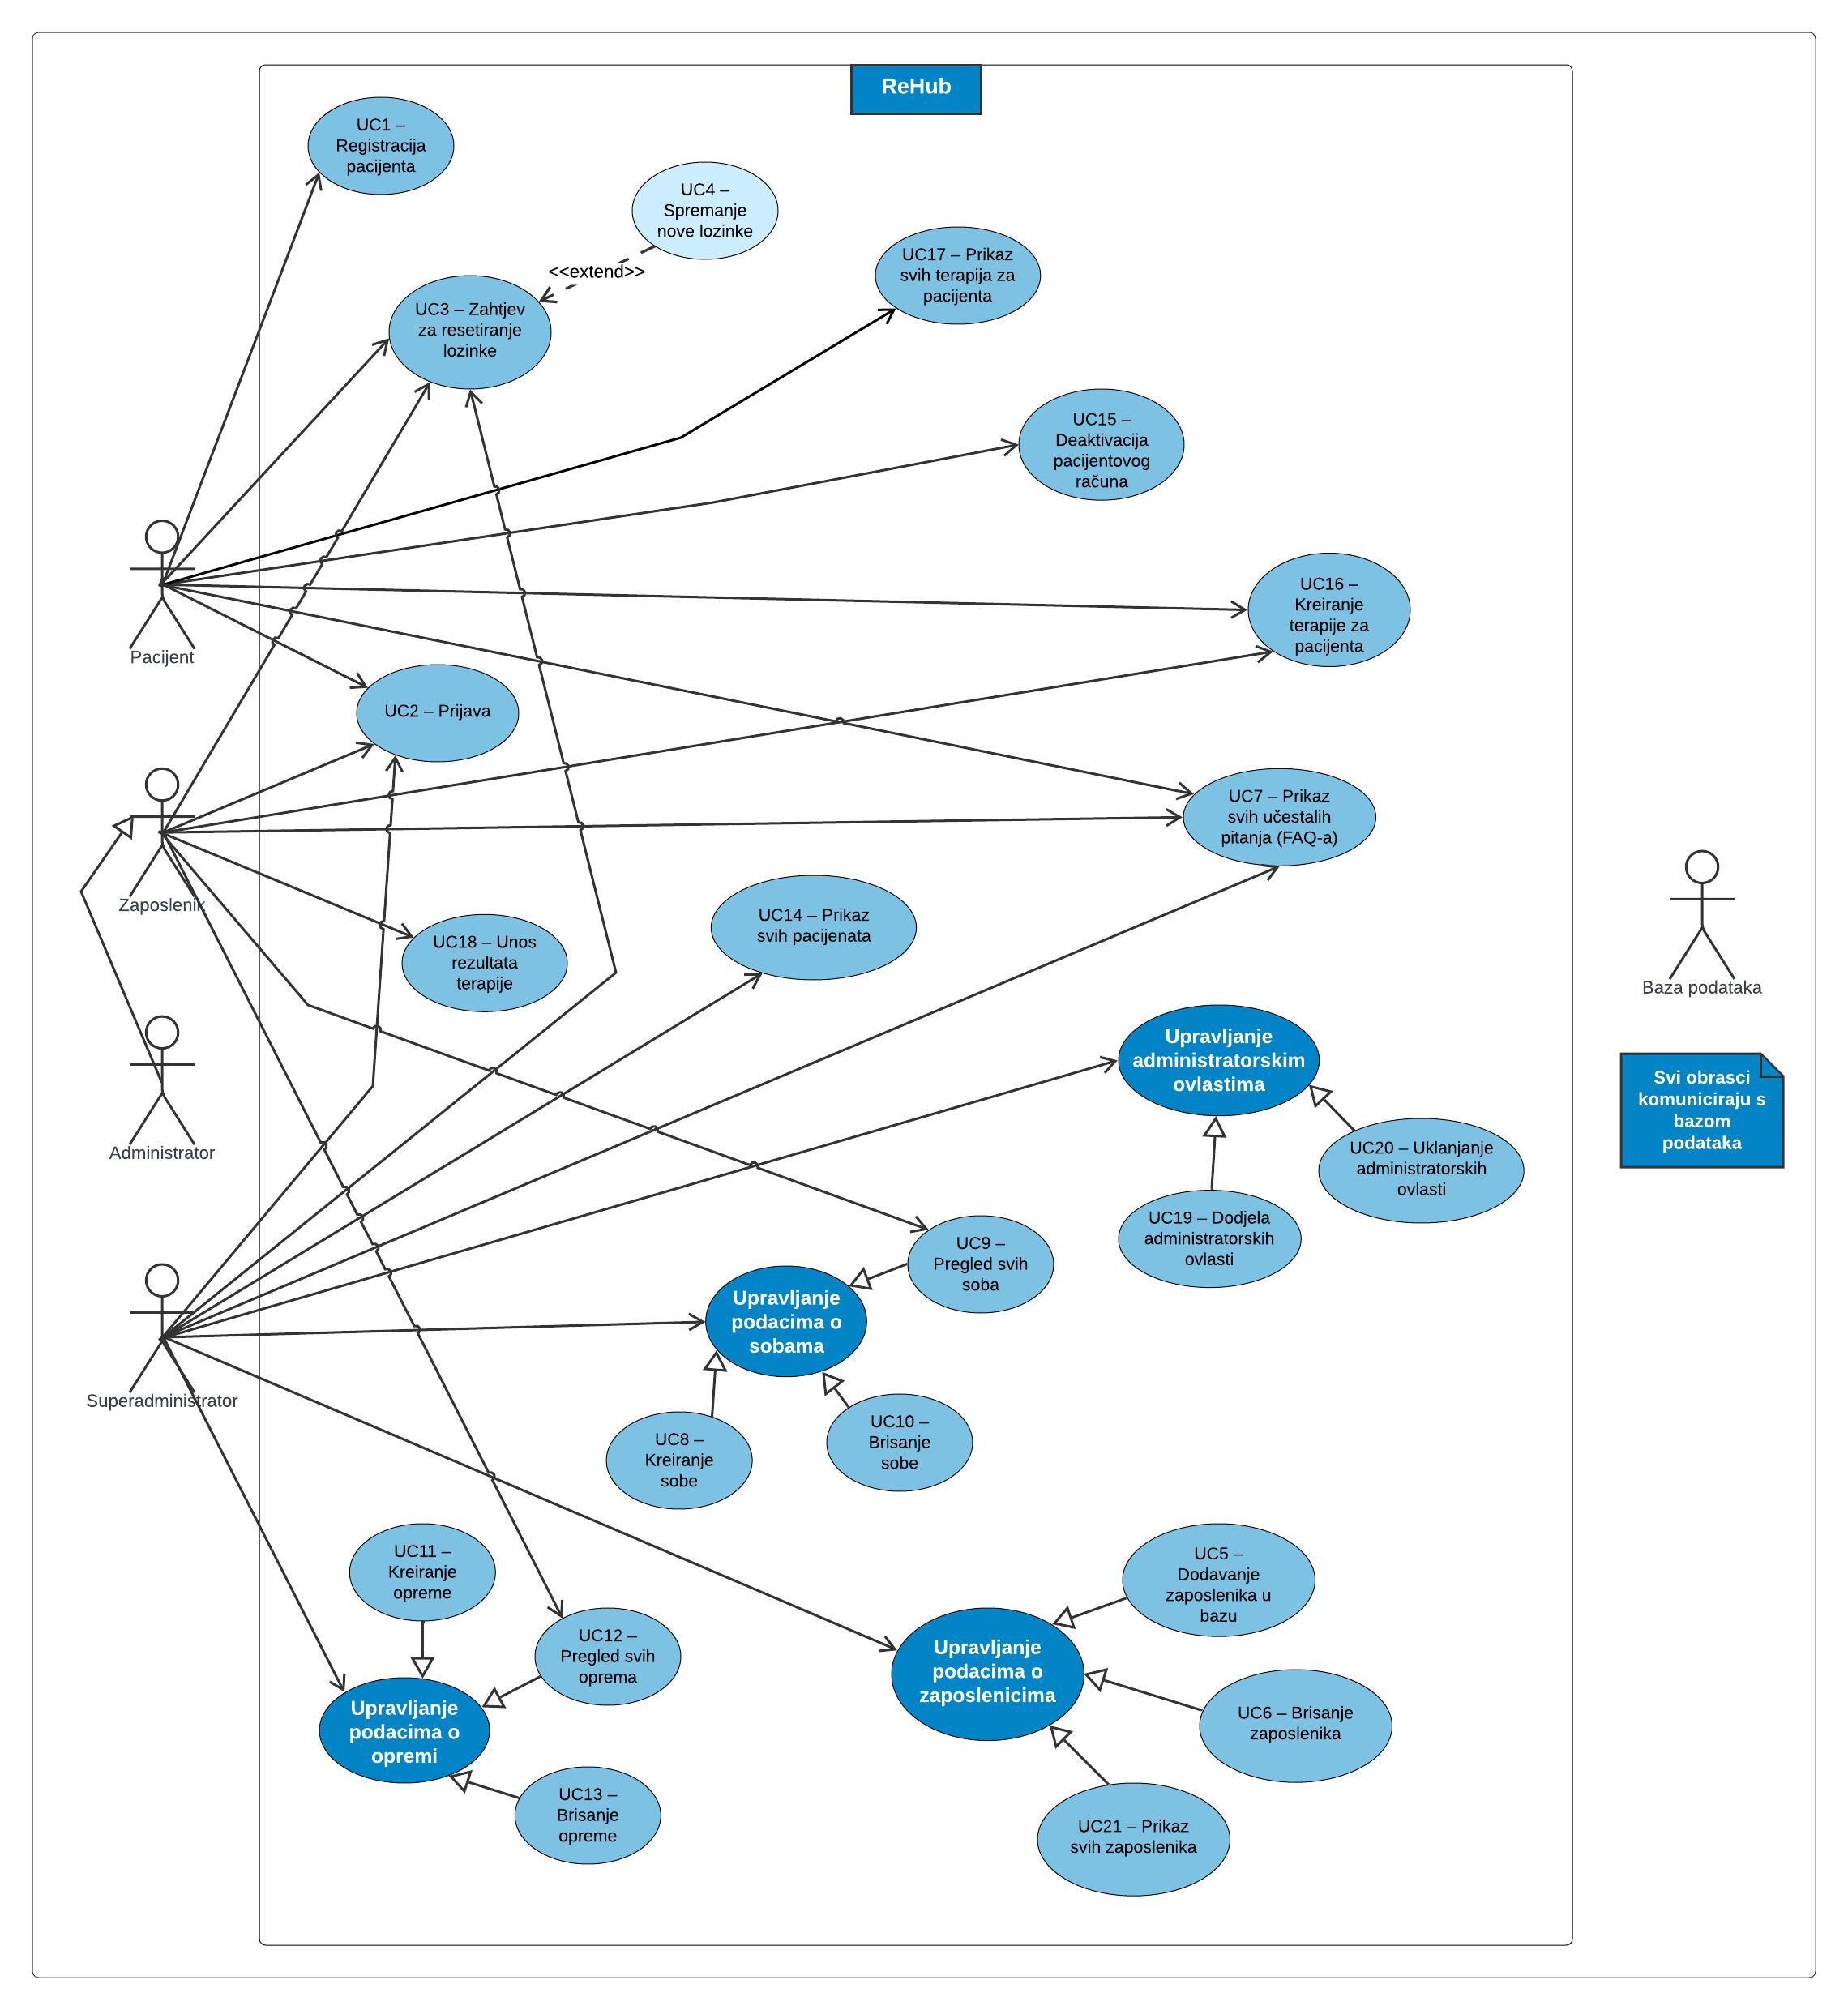 ReHub
UC1 –
Registracija
pacijenta
UC4 –
Spremanje
nove lozinke
<<extend>>
UC17 – Prikaz
svih terapija za
pacijenta
UC3 – Zahtjev
za resetiranje
lozinke
UC15 –
Deaktivacija
pacijentovog
računa
UC16 –
Kreiranje
terapije za
pacijenta
Pacijent
UC2 – Prijava
UC7 – Prikaz
svih učestalih
pitanja (FAQ-a)
Zaposlenik
UC14 – Prikaz
svih pacijenata
UC18 – Unos
rezultata
terapije
Baza podataka
Upravljanje
administratorskim
ovlastima
Svi obrasci
komuniciraju s
bazom
podataka
Administrator
UC20 – Uklanjanje
administratorskih
ovlasti
UC19 – Dodjela
administratorskih
ovlasti
UC9 –
Pregled svih
soba
Upravljanje
podacima o
sobama
Superadministrator
UC8 –
Kreiranje
sobe
UC10 –
Brisanje
sobe
UC11 –
Kreiranje
opreme
UC5 –
Dodavanje
zaposlenika u
bazu
UC12 –
Pregled svih
oprema
Upravljanje
podacima o
zaposlenicima
Upravljanje
podacima o
opremi
UC6 – Brisanje
zaposlenika
UC13 –
Brisanje
opreme
UC21 – Prikaz
svih zaposlenika